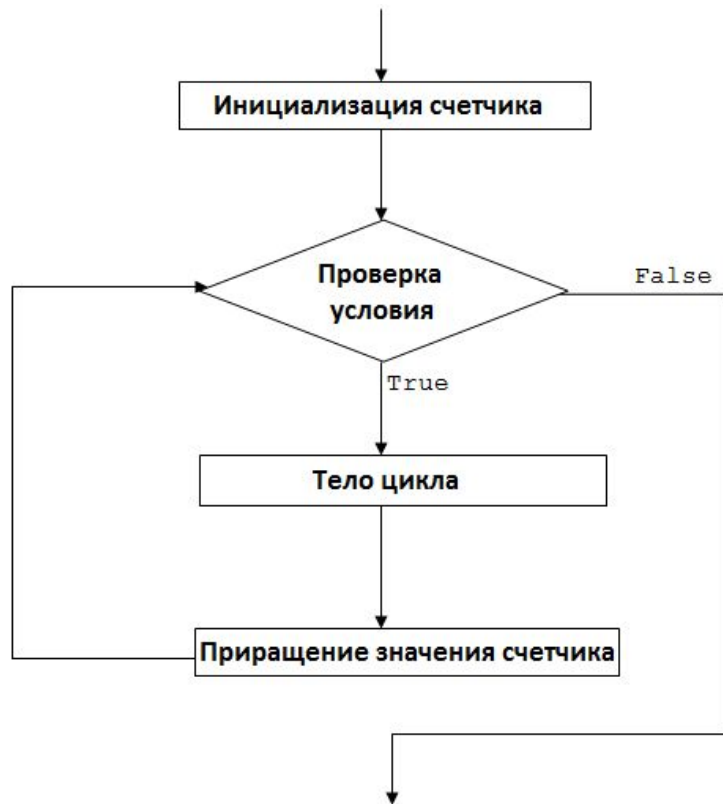 Инициализация счетчика
Проверка
условия
False
True
Тело цикла
Приращение значения счетчика